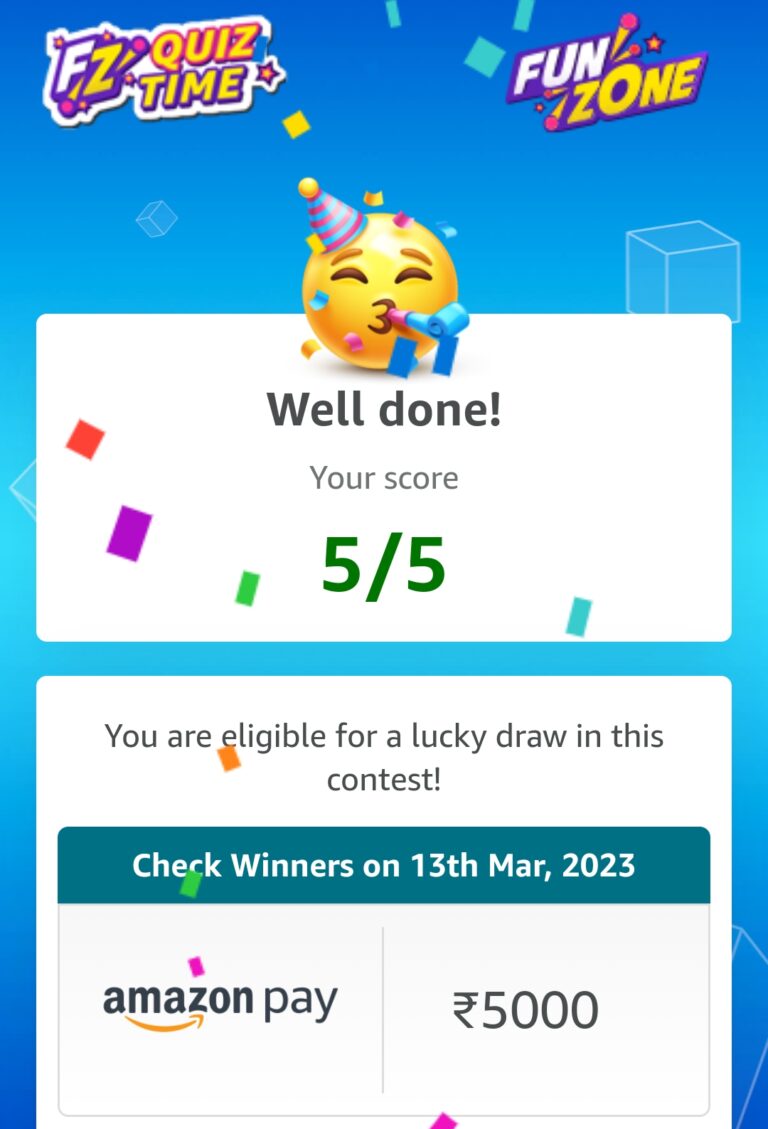 FZ QUIZ
TIME
FUN
ZONE
Well done!
Your score
5/5
You are eligible for a lucky draw in this
contest!
Check Winners on 13th Mar, 2023
amazon pay
₹5000